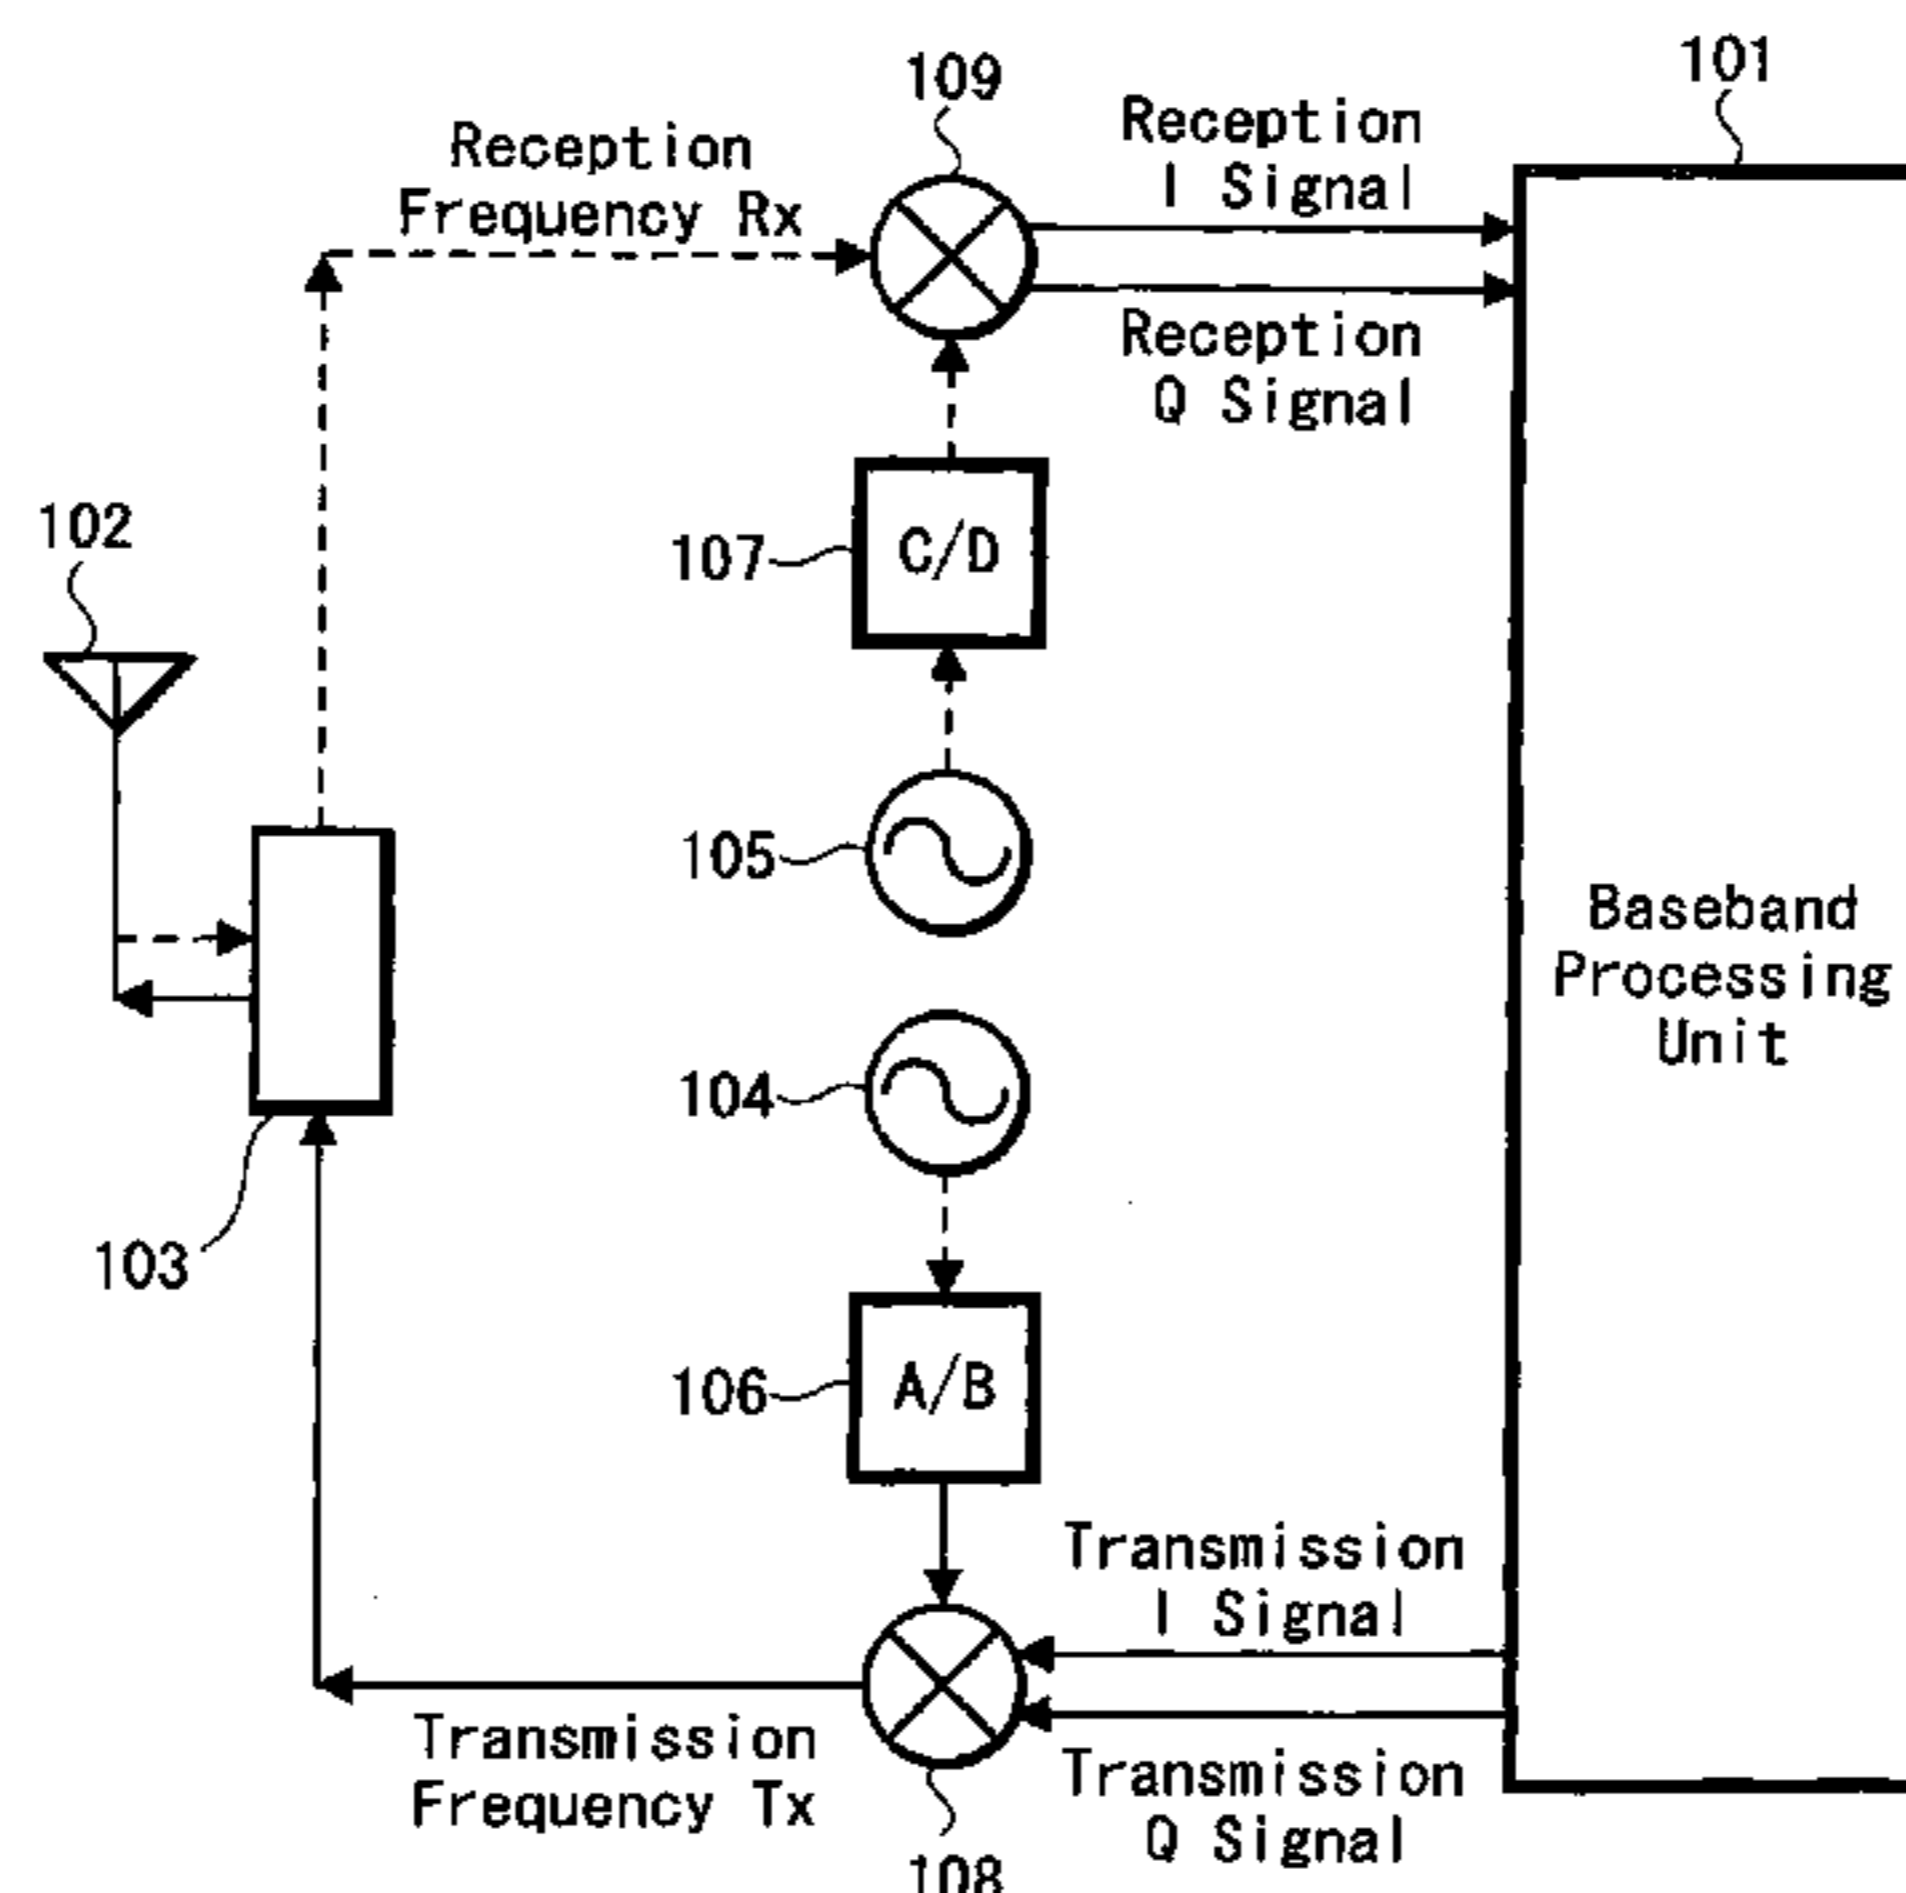 109
101
Reception
Frequency Rx
Reception
I Signal
Reception
Q Signal
102
107
C/D
105
Baseband
Processing
Unit
104
103
106
A/B
Transmission
I Signal
Transmission
Frequency Tx
Transmission
Q Signal
108